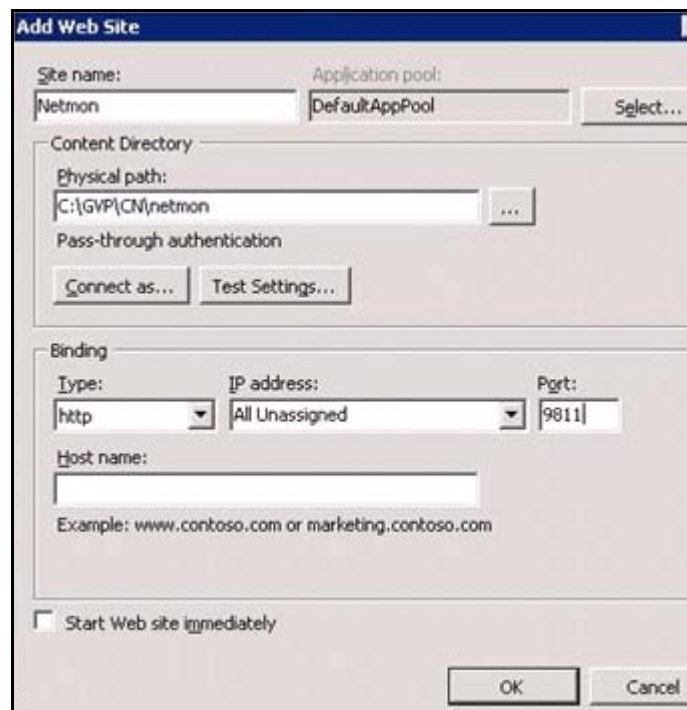 Add Web Site
Site name:
Application pool:
Netmon
DefaultAppPool
Select...
Content Directory
Physical path:
C:\GVP\CN\netmon
...
Pass-through authentication
Connect as...
Test Settings...
Binding
Type:
IP address:
Port:
http
All Unassigned
9811
Host name:
Example: www.contoso.com or marketing.contoso.com
Start Web site immediately
OK
Cancel